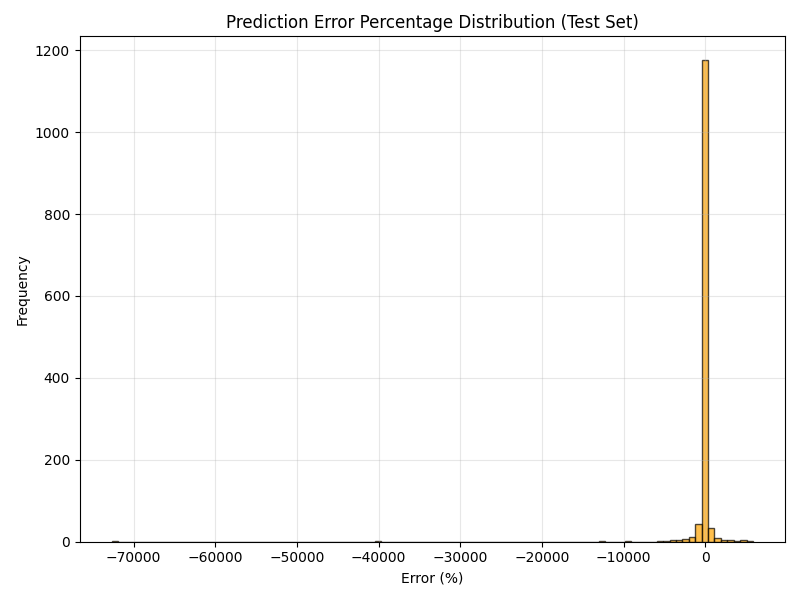 Prediction Error Percentage Distribution (Test Set)
1200
1000
800
600
400
200
0
Frequency
−70000 −60000 −50000 −40000 −30000 −20000 −10000 0
Error (%)